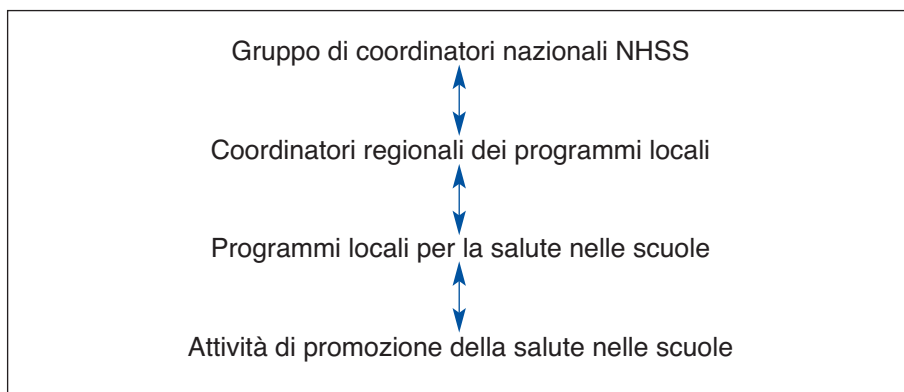 Gruppo di coordinatori nazionali NHSS
Coordinatori regionali dei programmi locali
Programmi locali per la salute nelle scuole
Attività di promozione della salute nelle scuole